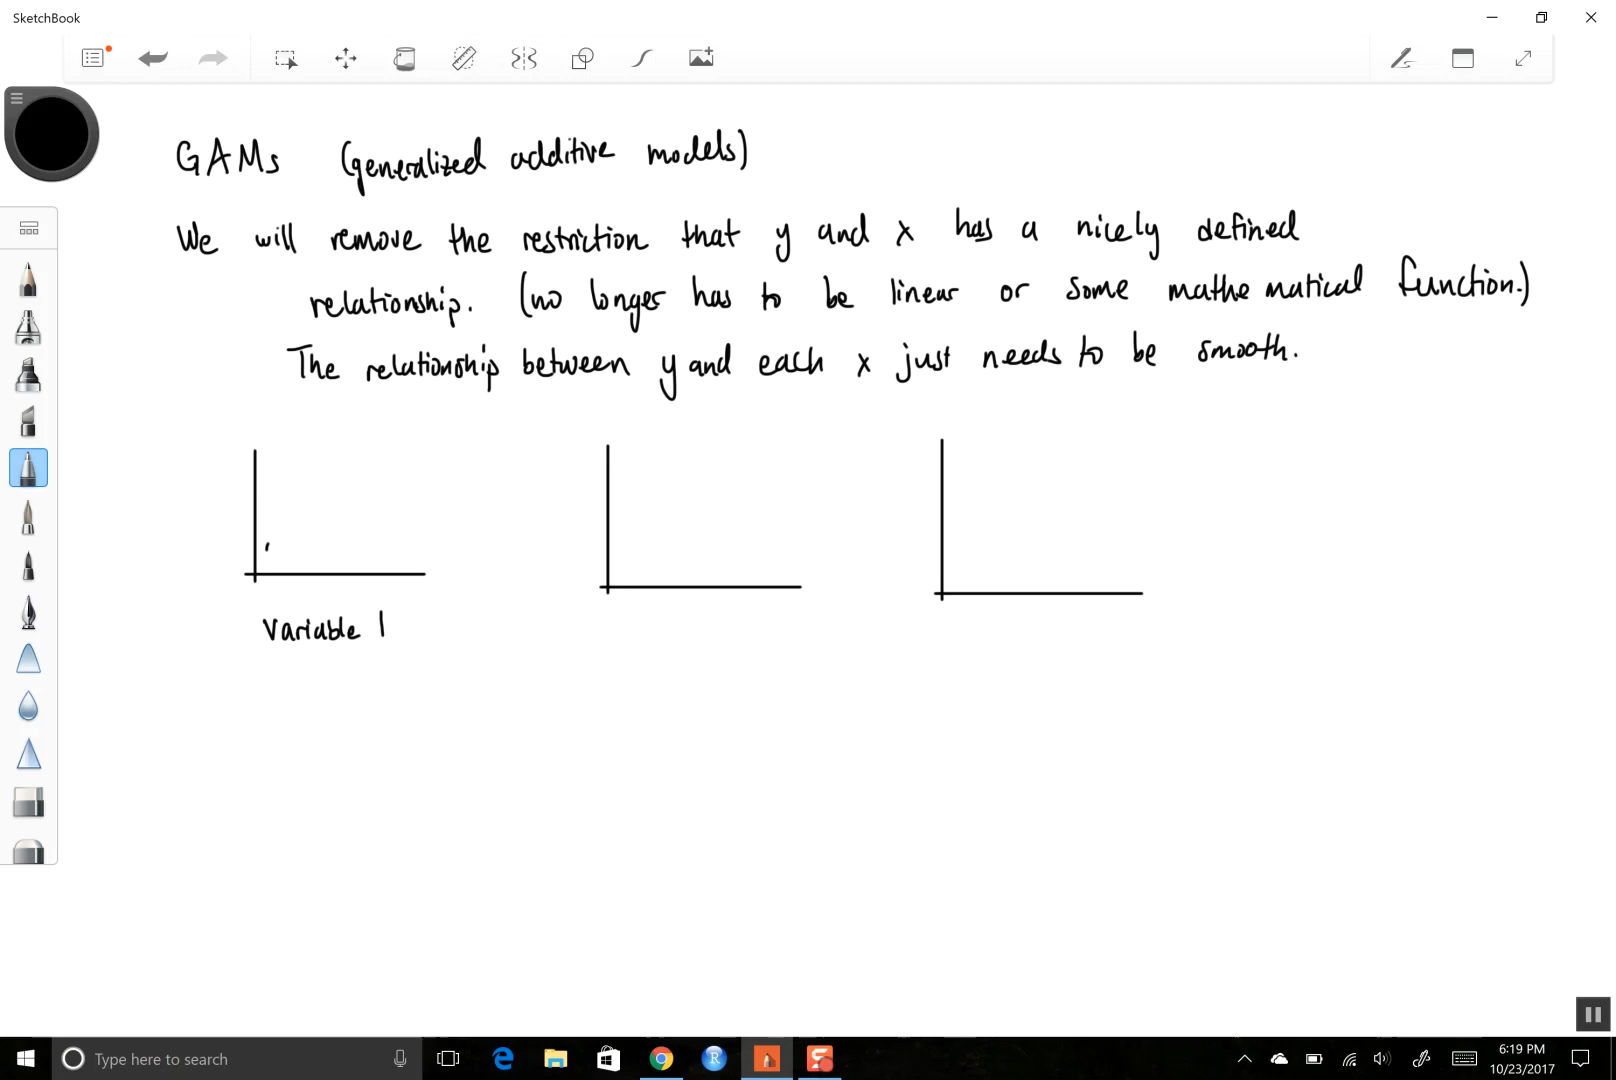 SketchBook
GAMs (generalized additive models)
We will remove the restriction that y and x has a nicely defined
relationship. (no longer has to be linear or some mathematical function.)
The relationship between y and each x just needs to be smooth.
Variable 1
Type here to search
6:19 PM
10/23/2017